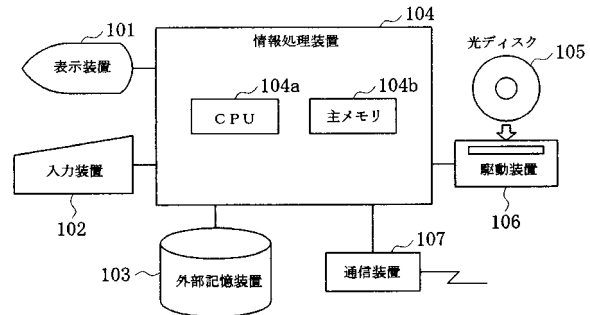 101
104
表示装置
情報処理装置
光ディスク
105
104a
104b
CPU
主メモリ
入力装置
駆動装置
102
106
107
103
外部記憶装置
通信装置